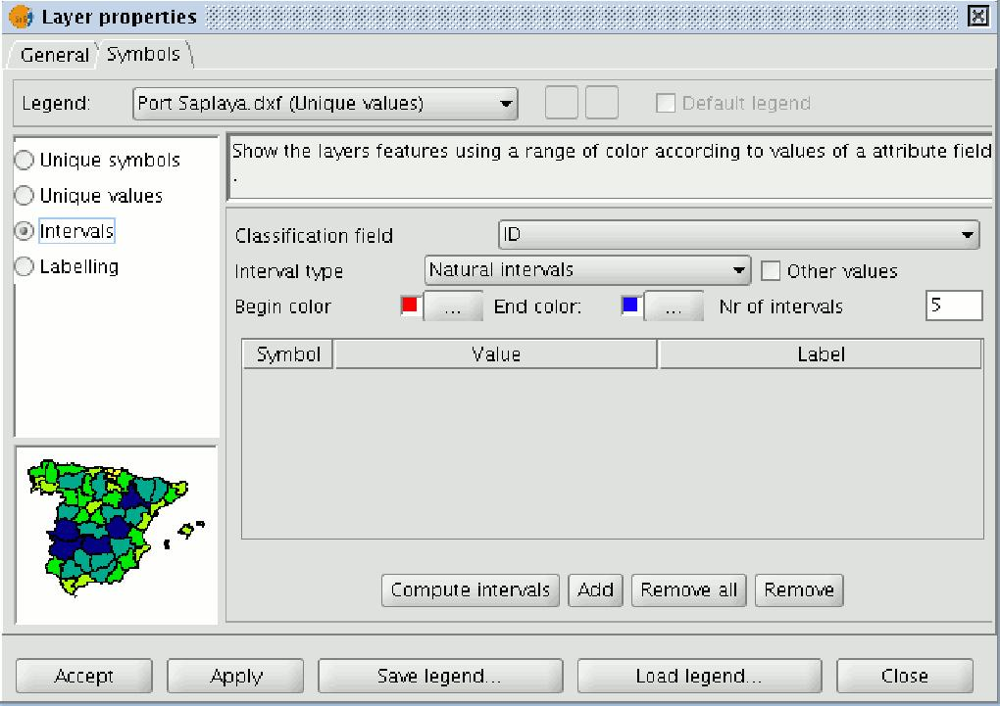 Layer properties
General Symbols
Legend: Port Saplaya.dxf (Unique values) Default legend
Unique symbols
Unique values
Intervals
Labelling
Show the layers features using a range of color according to values of a attribute field
.
Classification field ID
Interval type Natural intervals Other values
Begin color ... End color: ... Nr of intervals 5
Symbol Value Label
Compute intervals Add Remove all Remove
Accept Apply Save legend... Load legend... Close